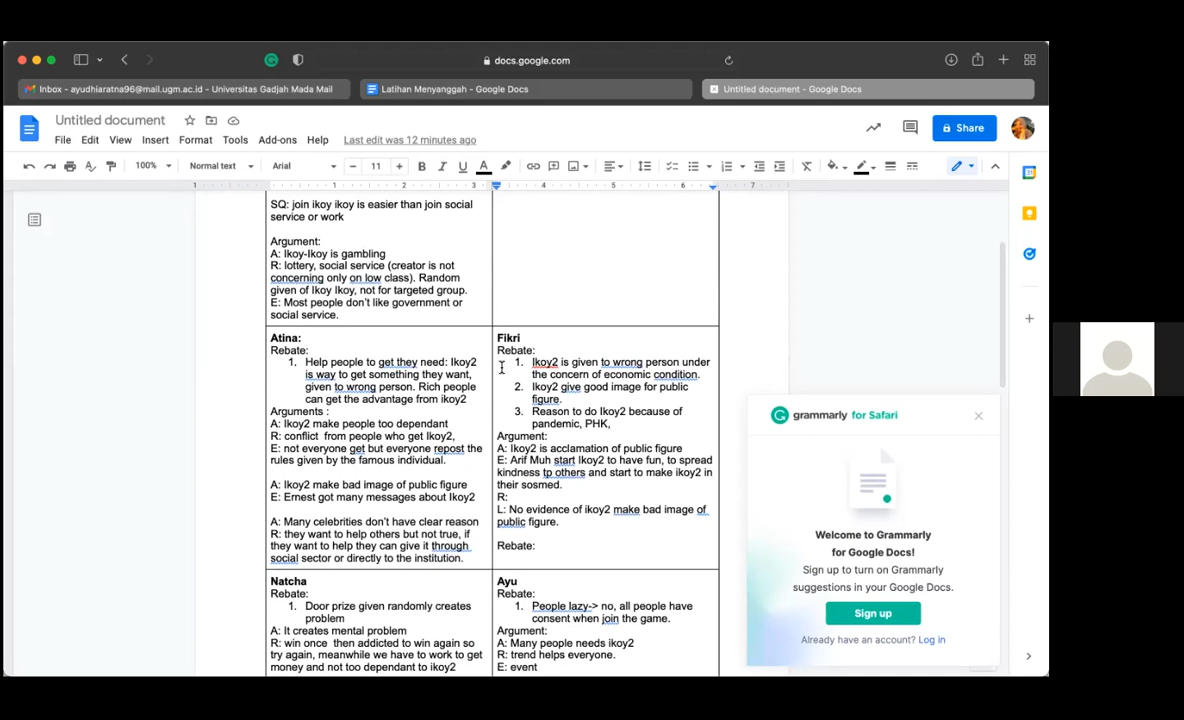 docs.google.com
Inbox - ayudhiaratna96@mail.ugm.ac.id - Universitas Gadjah Mada Mail
Latihan Menyanggah - Google Docs
Untitled document - Google Docs
Untitled document
File Edit View Insert Format Tools Add-ons Help Last edit was 12 minutes ago
Share
100% Normal text Arial 11 B I U A
1 1 2 3 4 5 6 7
SQ: join ikoy ikoy is easier than join social
service or work
Argument:
A: Ikoy-Ikoy is gambling
R: lottery, social service (creator is not
concerning only on low class). Random
given of Ikoy Ikoy, not for targeted group.
E: Most people don't like government or
social service.
Atina:
Rebate:
1. Help people to get they need: Ikoy2
is way to get something they want,
given to wrong person. Rich people
can get the advantage from ikoy2
Arguments :
A: Ikoy2 make people too dependant
R: conflict  from people who get Ikoy2,
E: not everyone get but everyone repost the
rules given by the famous individual.
A: Ikoy2 make bad image of public figure
E: Ernest got many messages about Ikoy2
A: Many celebrities don't have clear reason
R: they want to help others but not true, if
they want to help they can give it through
social sector or directly to the institution.
Fikri
Rebate:
1. Ikoy2 is given to wrong person under
the concern of economic condition.
2. Ikoy2 give good image for public
figure.
3. Reason to do Ikoy2 because of
pandemic, PHK,
Argument:
A: Ikoy2 is acclamation of public figure
E: Arif Muh start Ikoy2 to have fun, to spread
kindness tp others and start to make ikoy2 in
their sosmed.
R:
L: No evidence of ikoy2 make bad image of
public figure.
Rebate:
Natcha
Rebate:
1. Door prize given randomly creates
problem
A: It creates mental problem
R: win once  then addicted to win again so
try again, meanwhile we have to work to get
money and not too dependant to ikoy2
Ayu
Rebate:
1. People lazy-> no, all people have
consent when join the game.
Argument:
A: Many people needs ikoy2
R: trend helps everyone.
E: event
grammarly for Safari
Welcome to Grammarly
for Google Docs!
Sign up to turn on Grammarly
suggestions in your Google Docs.
Sign up
Already have an account? Log in